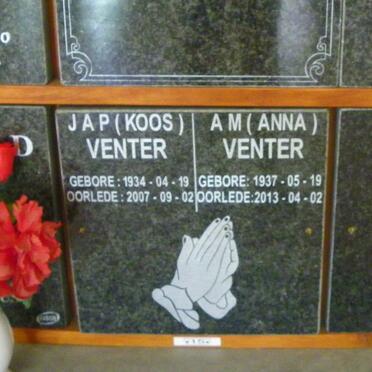 J A P ( KOOS )
VENTER
GEBORE : 1934 - 04 - 19
OORLEDE : 2007 - 09 - 02
A M ( ANNA )
VENTER
GEBORE: 1937 - 05 - 19
OORLEDE: 2013 - 04 - 02
D